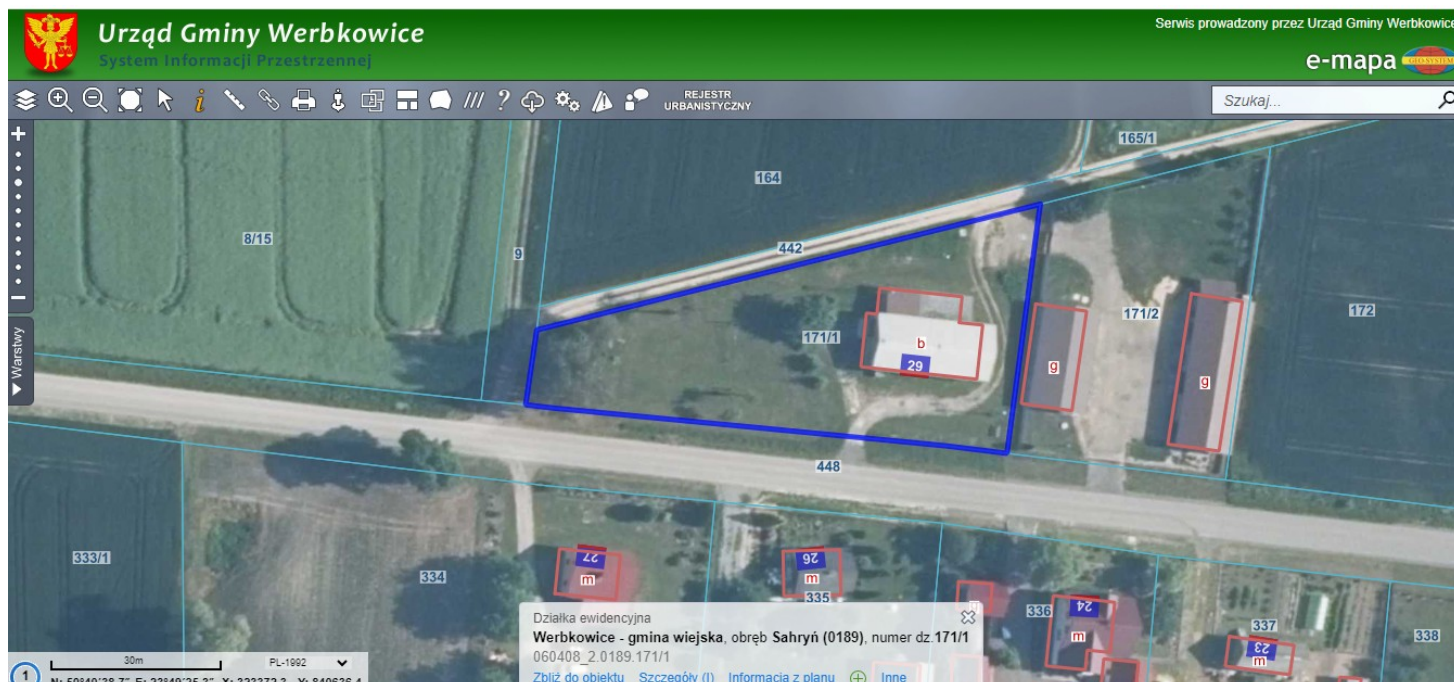 Urząd Gminy Werbkowice
System Informacji Przestrzennej
Serwis prowadzony przez Urząd Gminy Werbkowice
e-mapa GEO-SYSTEM
REJESTR
URBANISTYCZNY
Szukaj...
Warstwy
165/1
164
8/15
9
442
171/1
171/2
172
b
29
g
g
448
333/1
334
27
m
26
m
335
336
24
m
337
23
m
338
Działka ewidencyjna
Werbkowice - gmina wiejska, obręb Sahryń (0189), numer dz.171/1
060408_2.0189.171/1
Zbliż do obiektu Szczegóły (I) Informacja z planu Inne
30m
PL-1992
1